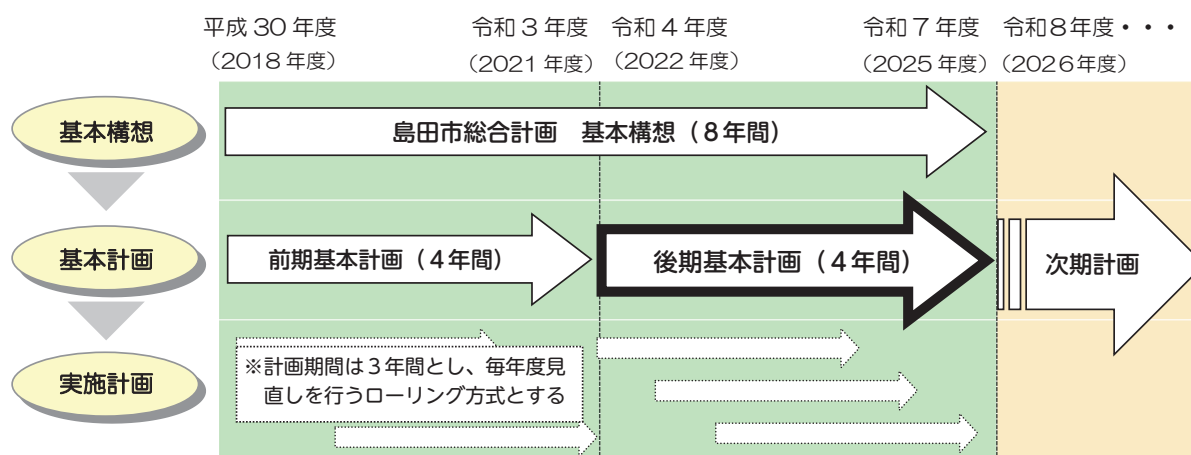 平成30年度 令和3年度 令和4年度 令和7年度 令和8年度・・・
（2018年度） （2021年度） （2022年度） （2025年度） （2026年度）
基本構想
島田市総合計画　基本構想（8年間）
基本計画
前期基本計画（4年間）
後期基本計画（4年間）
次期計画
実施計画
※計画期間は3年間とし、毎年度見
直しを行うローリング方式とする